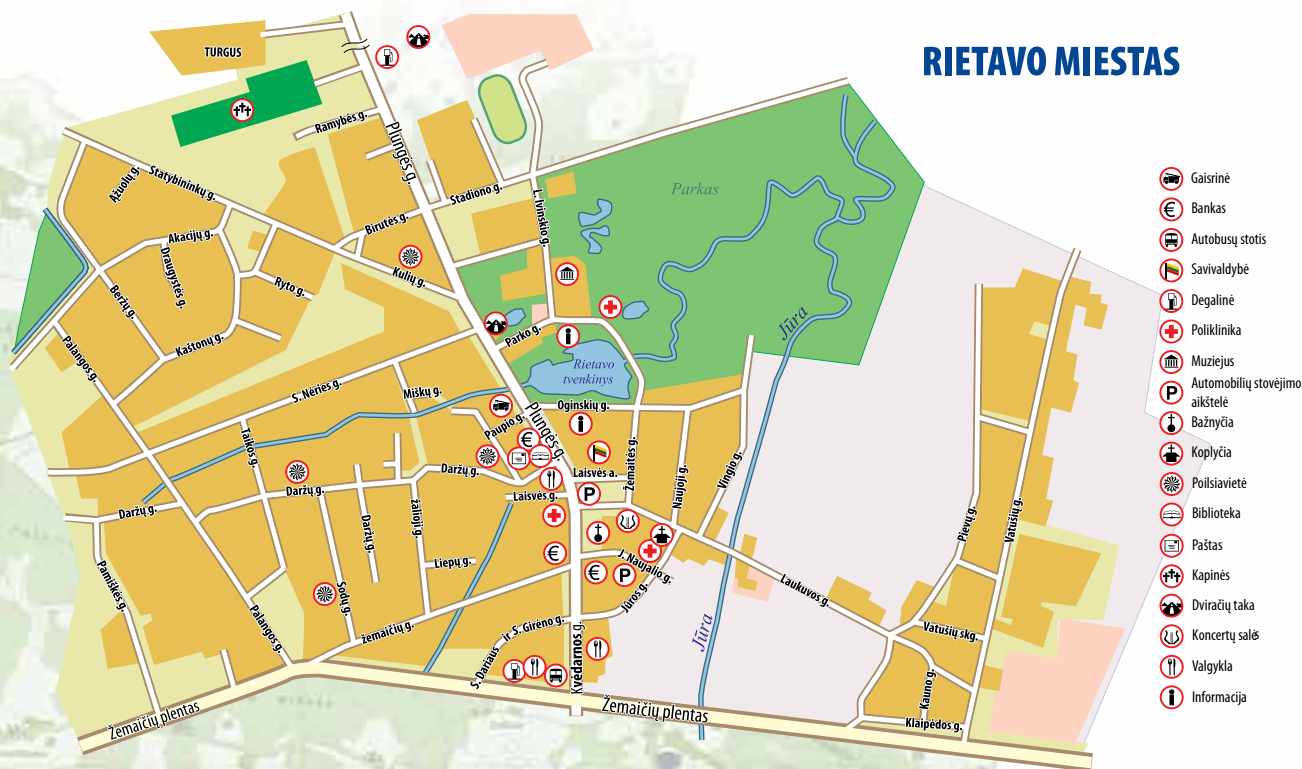 RIETAVO MIESTAS
TURGUS
Ramybės g.
Plungės g.
Ąžuolų g.
Statybininkų g.
Stadiono g.
L. Ivinskio g.
Parkas
Birutės g.
Akacijų g.
Draugystės g.
Kulių g.
Beržų g.
Ryto g.
Jūra
Kaštonų g.
Parko g.
Palangos g.
Rietavo
tvenkinys
S. Nėries g.
Miškų g.
Oginskių g.
Paupio g.
Plungės g.
Taikos g.
Žemaitės g.
Naujoji g.
Vingio g.
Daržų g.
Laisvės a.
Daržų g.
Laisvės g.
Daržų g.
Daržų g.
žalioji g.
Pievų g.
Vatušių g.
Liepų g.
J. Naujalio g.
Laukuvos g.
Pamiškės g.
Sodų g.
Jūros g.
Palangos g.
žemaičių g.
S. Dariaus
ir S. Girėno g.
Kvėdarnos g.
Jūra
Vatušių skg.
Kauno g.
Klaipėdos g.
Žemaičių plentas
Žemaičių plentas
Gaisrinė
€ Bankas
Autobusų stotis
Savivaldybė
Degalinė
Poliklinika
Muziejus
P Automobilių stovėjimo
aikštelė
Bažnyčia
Koplyčia
Poilsiavietė
Biblioteka
Paštas
Kapinės
Dviračių taka
Koncertų salė
Valgykla
i Informacija